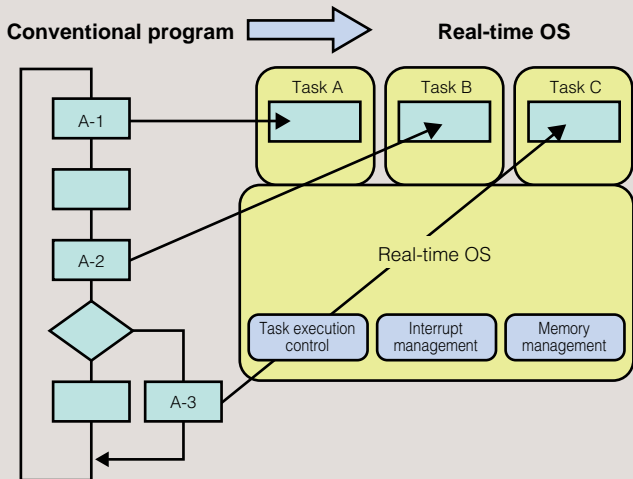 Conventional program
Real-time OS
Task A
Task B
Task C
A-1
A-2
Real-time OS
Task execution
control
Interrupt
management
Memory
management
A-3